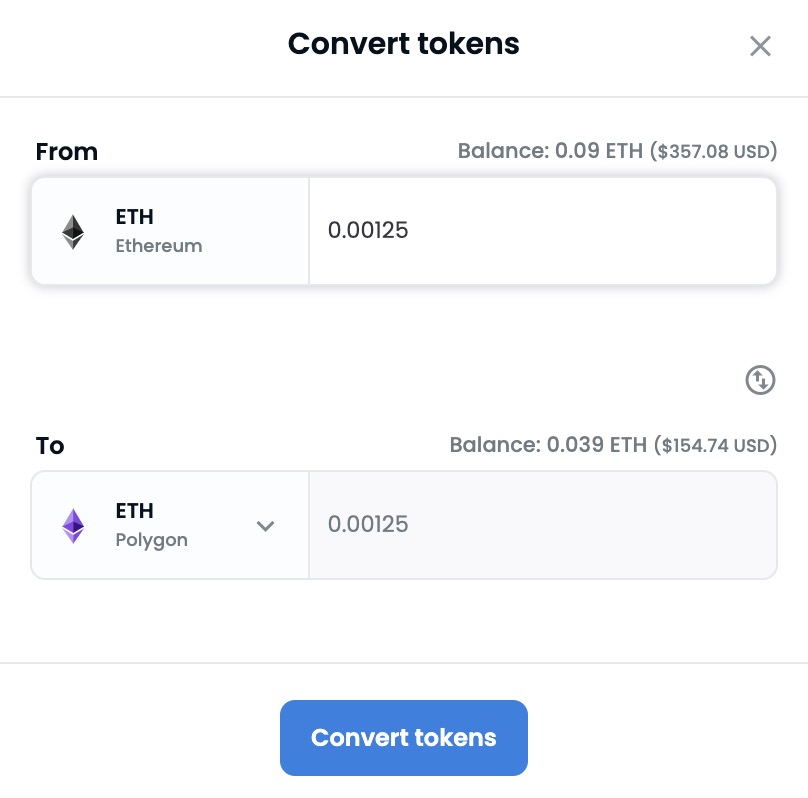 Convert tokens
From
Balance: 0.09 ETH ($357.08 USD)
ETH
Ethereum
0.00125
To
Balance: 0.039 ETH ($154.74 USD)
ETH
Polygon
0.00125
Convert tokens